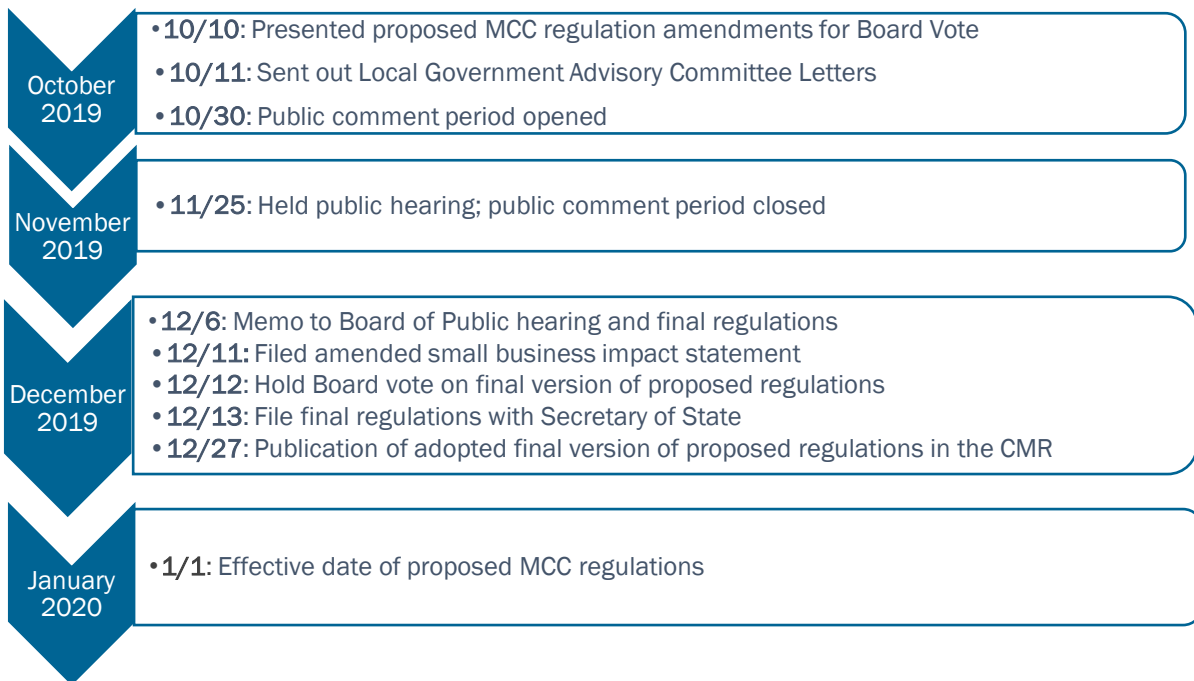 October
2019
• 10/10: Presented proposed MCC regulation amendments for Board Vote
• 10/11: Sent out Local Government Advisory Committee Letters
• 10/30: Public comment period opened
November
2019
• 11/25: Held public hearing; public comment period closed
December
2019
• 12/6: Memo to Board of Public hearing and final regulations
• 12/11: Filed amended small business impact statement
• 12/12: Hold Board vote on final version of proposed regulations
• 12/13: File final regulations with Secretary of State
• 12/27: Publication of adopted final version of proposed regulations in the CMR
January
2020
• 1/1: Effective date of proposed MCC regulations